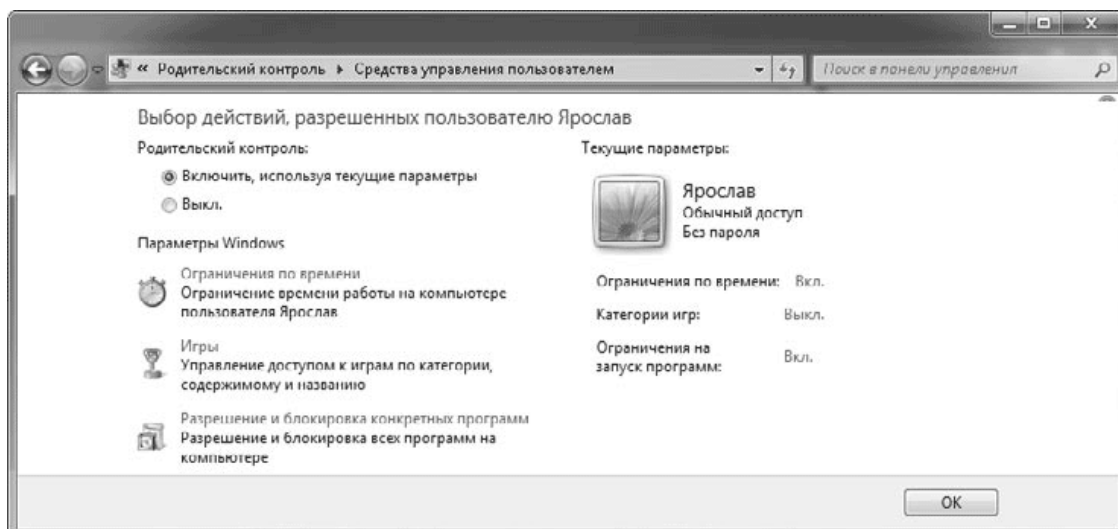 « Родительский контроль ▸ Средства управления пользователем
Поиск в панели управления
Выбор действий, разрешенных пользователю Ярослав
Родительский контроль:
Включить, используя текущие параметры
Выкл.
Параметры Windows
Ограничения по времени
Ограничение времени работы на компьютере
пользователя Ярослав
Игры
Управление доступом к играм по категории,
содержимому и названию
Разрешение и блокировка конкретных программ
Разрешение и блокировка всех программ на
компьютере
Текущие параметры:
Ярослав
Обычный доступ
Без пароля
Ограничения по времени: Вкл.
Категории игр: Выкл.
Ограничения на
запуск программ: Вкл.
OK